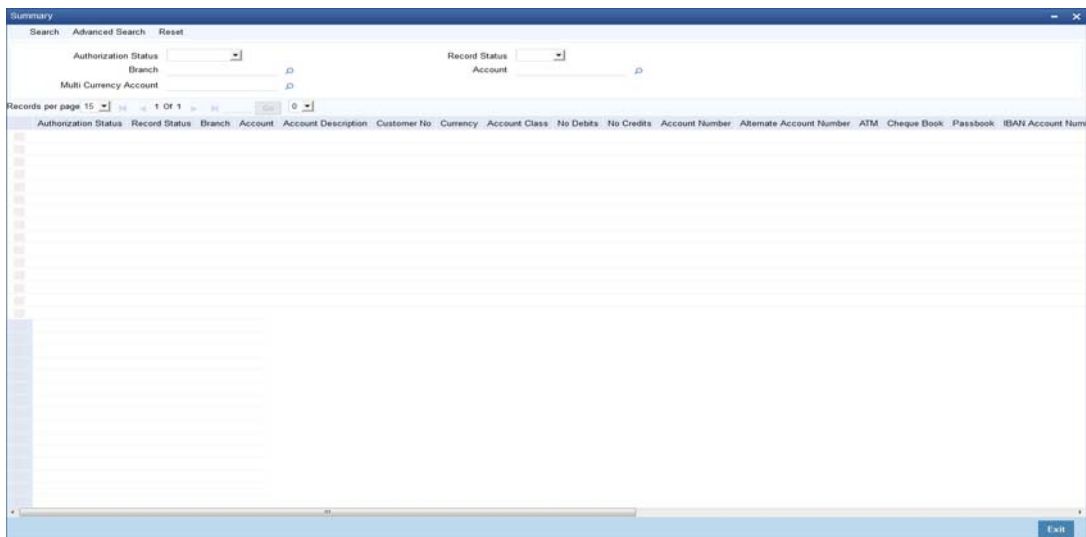 Summary
Search Advanced Search Reset
Authorization Status Record Status
Branch Account
Multi Currency Account
Records per page 15 1 Of 1 Go 0
Authorization Status Record Status Branch Account Account Description Customer No Currency Account Class No Debits No Credits Account Number Alternate Account Number ATM Cheque Book Passbook IBAN Account Num
Exit